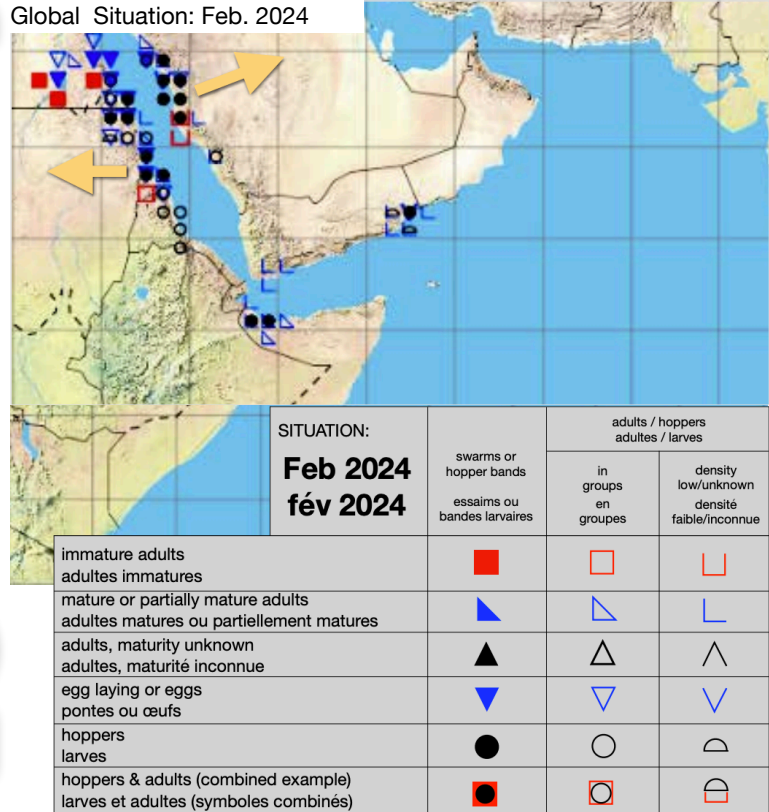 Global Situation: Feb. 2024
SITUATION:
Feb 2024
fév 2024
swarms or
hopper bands
essaims ou
bandes larvaires
adults / hoppers
adultes / larves
in
groups
en
groupes
density
low/unknown
densité
faible/inconnue
immature adults
adultes immatures
mature or partially mature adults
adultes matures ou partiellement matures
adults, maturity unknown
adultes, maturité inconnue
egg laying or eggs
pontes ou œufs
hoppers
larves
hoppers & adults (combined example)
larves et adultes (symboles combinés)